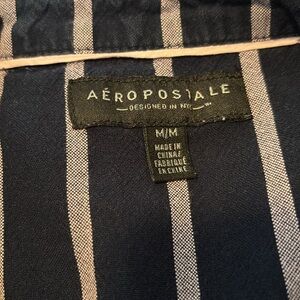 AÉROPOSTALE
DESIGNED IN NYC
M/M
MADE IN
CHINA/
FABRIQUÉ
EN CHINE